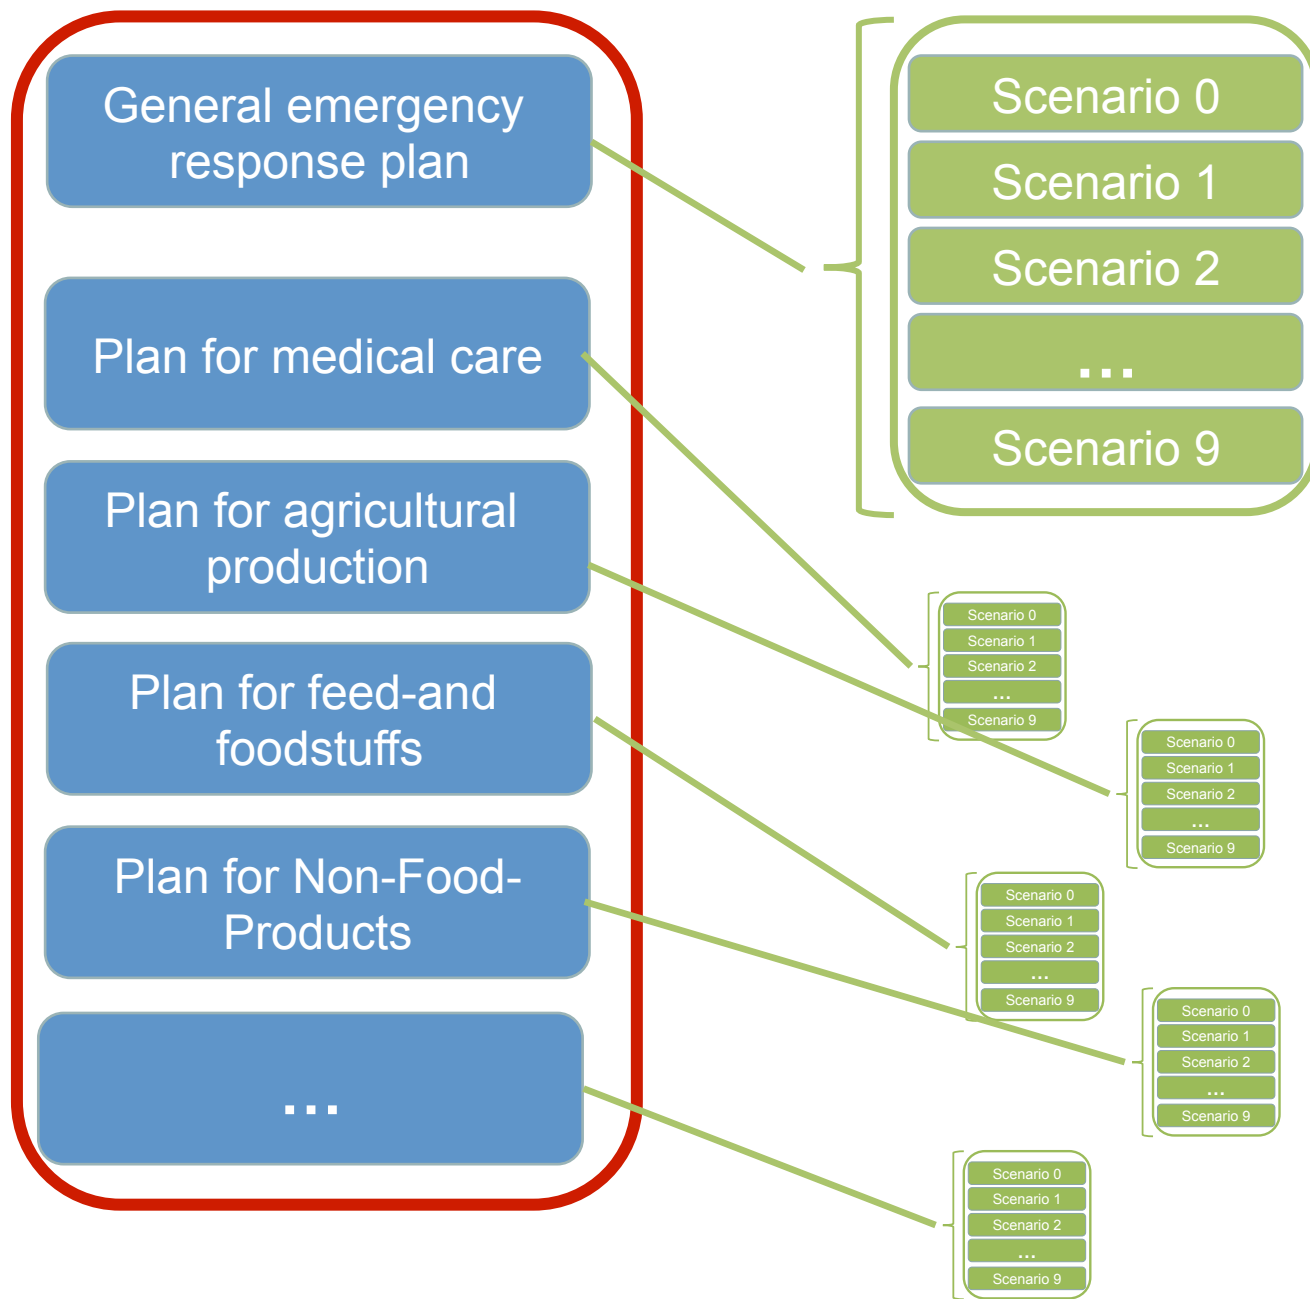 General emergency
response plan
Plan for medical care
Plan for agricultural
production
Plan for feed-and
foodstuffs
Plan for Non-Food-
Products
...
Scenario 0
Scenario 1
Scenario 2
...
Scenario 9
Scenario 0
Scenario 1
Scenario 2
...
Scenario 9
Scenario 0
Scenario 1
Scenario 2
...
Scenario 9
Scenario 0
Scenario 1
Scenario 2
...
Scenario 9
Scenario 0
Scenario 1
Scenario 2
...
Scenario 9
Scenario 0
Scenario 1
Scenario 2
...
Scenario 9